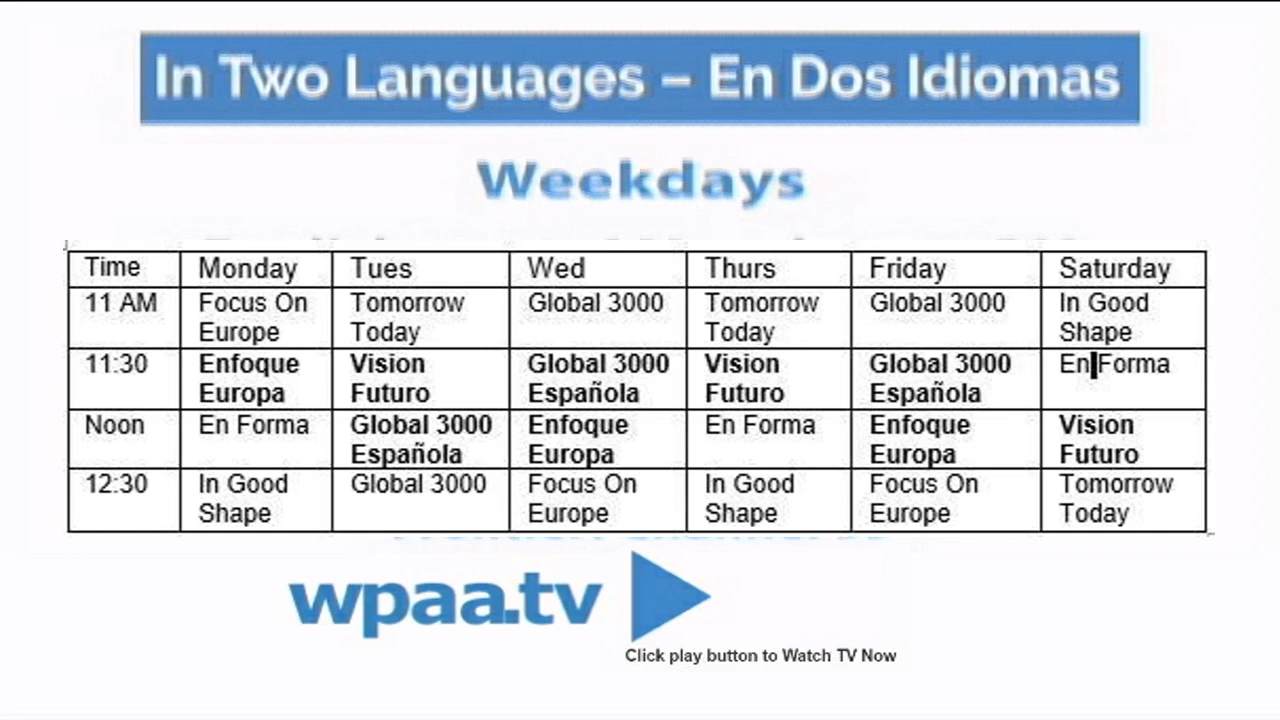 In Two Languages – En Dos Idiomas
Weekdays
Time Monday Tues Wed Thurs Friday Saturday
11 AM Focus On Europe Tomorrow Today Global 3000 Tomorrow Today Global 3000 In Good Shape
11:30 Enfoque Europa Vision Futuro Global 3000 Española Vision Futuro Global 3000 Española En Forma
Noon En Forma Global 3000 Española Enfoque Europa En Forma Enfoque Europa Vision Futuro
12:30 In Good Shape Global 3000 Focus On Europe In Good Shape Focus On Europe Tomorrow Today
wpaa.tv
Click play button to Watch TV Now